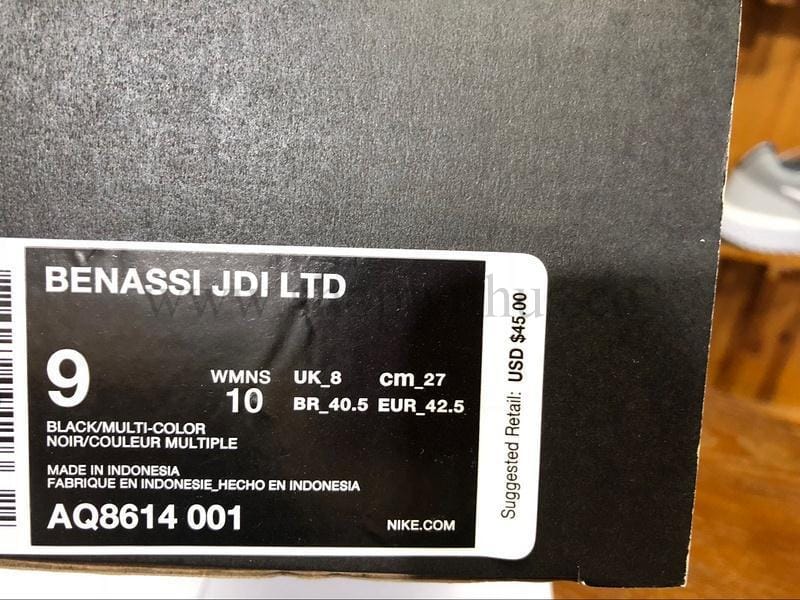 BENASSI JDI LTD
9
WMNS
10
UK_8
cm_27
BR_40.5
EUR_42.5
BLACK/MULTI-COLOR
NOIR/COULEUR MULTIPLE
MADE IN INDONESIA
FABRIQUE EN INDONESIE_HECHO EN INDONESIA
AQ8614 001
NIKE.COM
Suggested Retail: USD $45.00